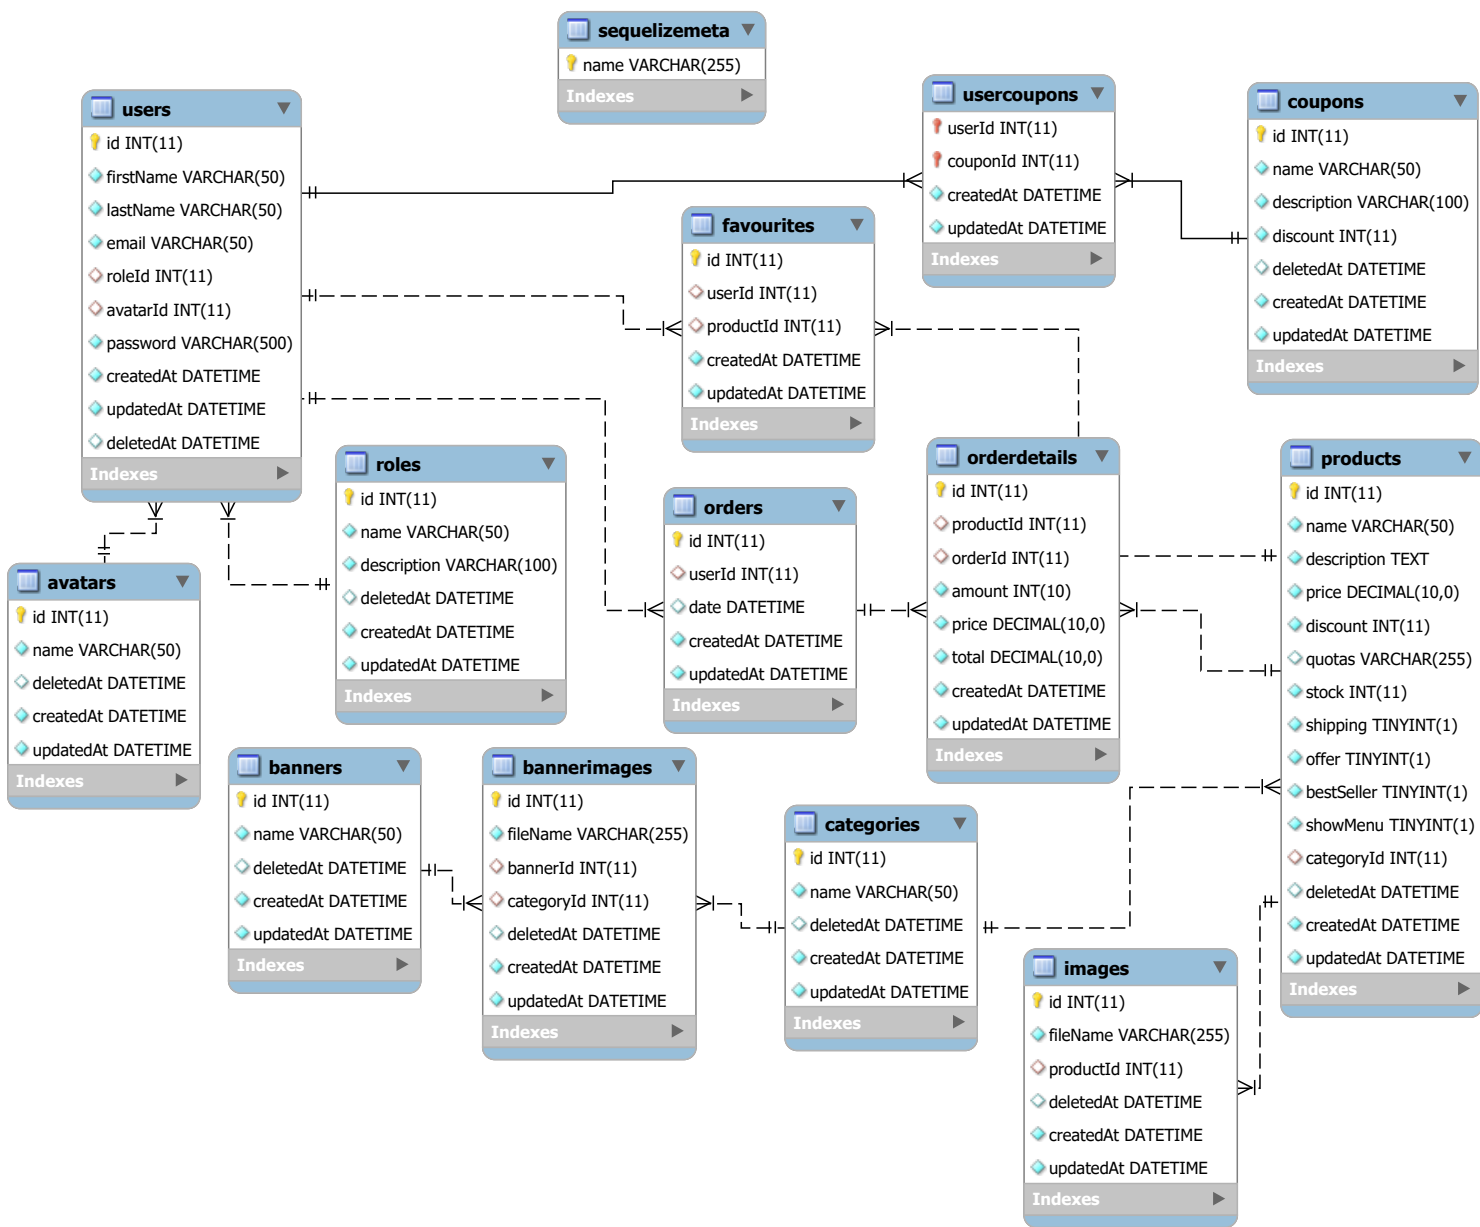 sequelizemeta
name VARCHAR(255)
Indexes
users
id INT(11)
firstName VARCHAR(50)
lastName VARCHAR(50)
email VARCHAR(50)
roleId INT(11)
avatarId INT(11)
password VARCHAR(500)
createdAt DATETIME
updatedAt DATETIME
deletedAt DATETIME
Indexes
usercoupons
userId INT(11)
couponId INT(11)
createdAt DATETIME
updatedAt DATETIME
Indexes
coupons
id INT(11)
name VARCHAR(50)
description VARCHAR(100)
discount INT(11)
deletedAt DATETIME
createdAt DATETIME
updatedAt DATETIME
Indexes
favourites
id INT(11)
userId INT(11)
productId INT(11)
createdAt DATETIME
updatedAt DATETIME
Indexes
roles
id INT(11)
name VARCHAR(50)
description VARCHAR(100)
deletedAt DATETIME
createdAt DATETIME
updatedAt DATETIME
Indexes
orders
id INT(11)
userId INT(11)
date DATETIME
createdAt DATETIME
updatedAt DATETIME
Indexes
orderdetails
id INT(11)
productId INT(11)
orderId INT(11)
amount INT(10)
price DECIMAL(10,0)
total DECIMAL(10,0)
createdAt DATETIME
updatedAt DATETIME
Indexes
products
id INT(11)
name VARCHAR(50)
description TEXT
price DECIMAL(10,0)
discount INT(11)
quotas VARCHAR(255)
stock INT(11)
shipping TINYINT(1)
offer TINYINT(1)
bestSeller TINYINT(1)
showMenu TINYINT(1)
categoryId INT(11)
deletedAt DATETIME
createdAt DATETIME
updatedAt DATETIME
Indexes
avatars
id INT(11)
name VARCHAR(50)
deletedAt DATETIME
createdAt DATETIME
updatedAt DATETIME
Indexes
banners
id INT(11)
name VARCHAR(50)
deletedAt DATETIME
createdAt DATETIME
updatedAt DATETIME
Indexes
bannerimages
id INT(11)
fileName VARCHAR(255)
bannerId INT(11)
categoryId INT(11)
deletedAt DATETIME
createdAt DATETIME
updatedAt DATETIME
Indexes
categories
id INT(11)
name VARCHAR(50)
deletedAt DATETIME
createdAt DATETIME
updatedAt DATETIME
Indexes
images
id INT(11)
fileName VARCHAR(255)
productId INT(11)
deletedAt DATETIME
createdAt DATETIME
updatedAt DATETIME
Indexes